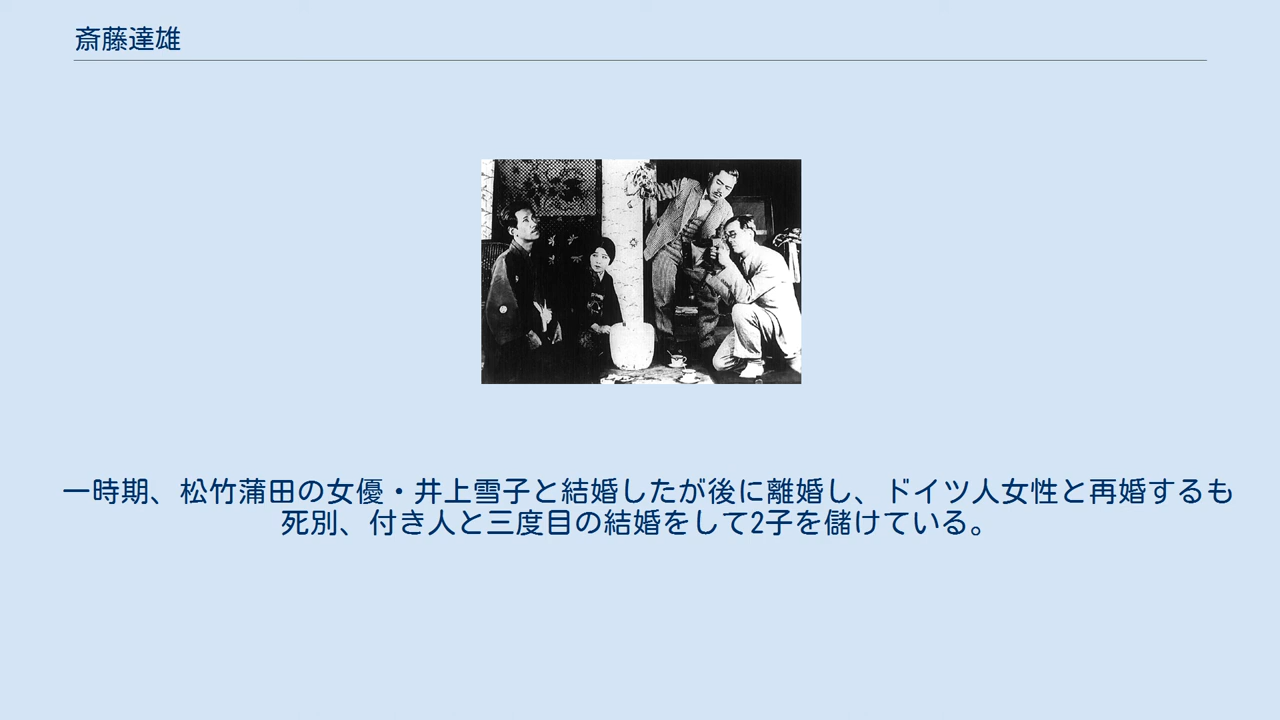 斎藤達雄
一時期、松竹蒲田の女優・井上雪子と結婚したが後に離婚し、ドイツ人女性と再婚するも
死別、付き人と三度目の結婚をして2子を儲けている。